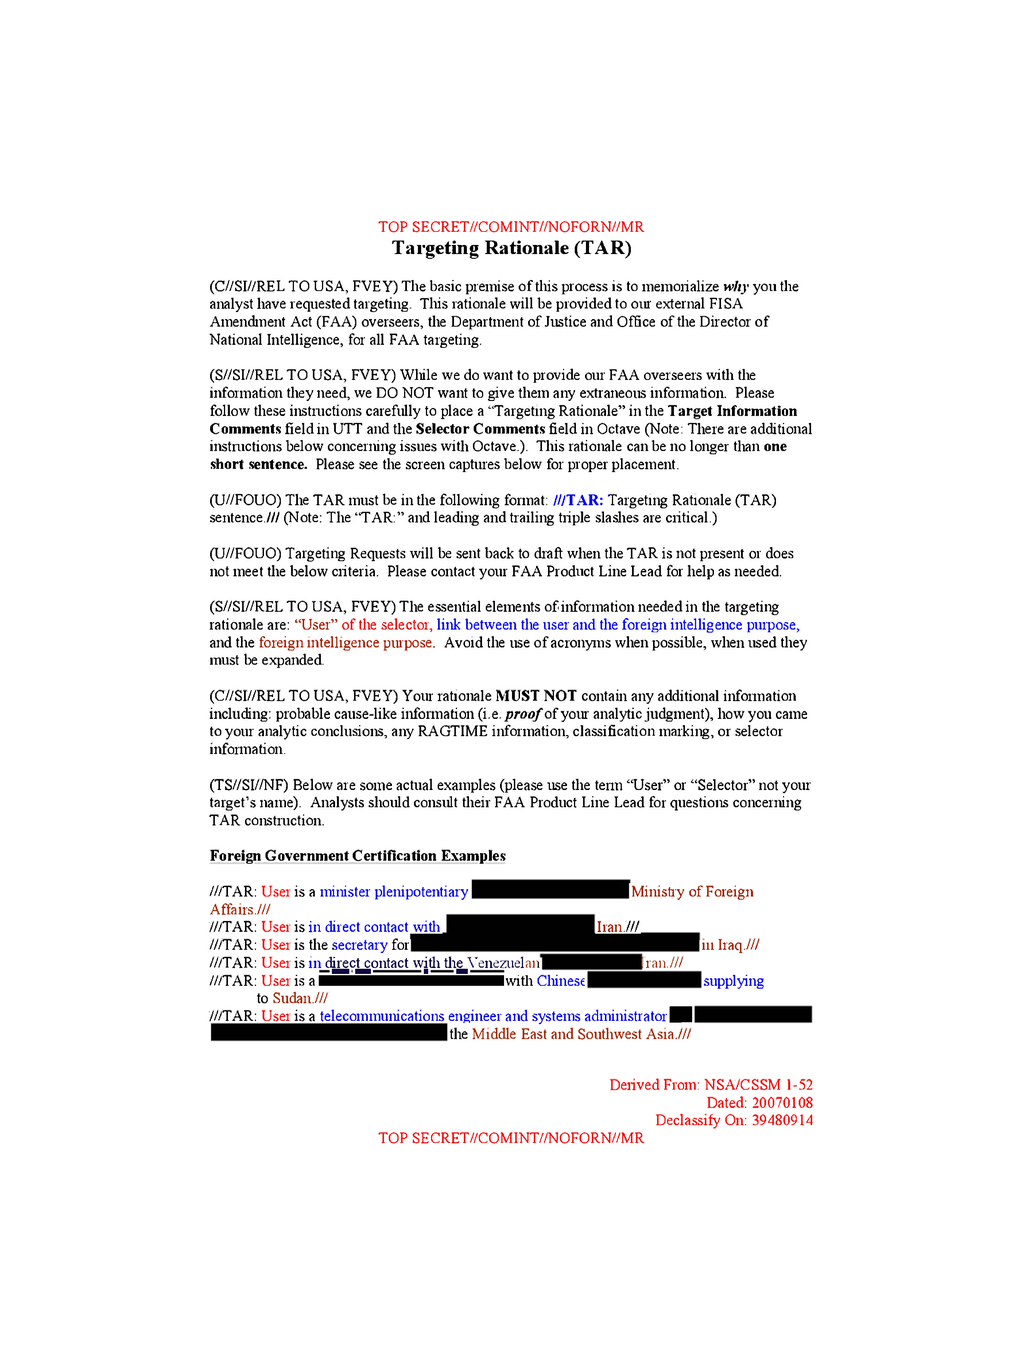 TOP SECRET//COMINT//NOFORN//MR
Targeting Rationale (TAR)
(C//SI//REL TO USA, FVEY) The basic premise of this process is to memorialize why you the
analyst have requested targeting. This rationale will be provided to our external FISA
Amendment Act (FAA) overseers, the Department of Justice and Office of the Director of
National Intelligence, for all FAA targeting.
(S//SI//REL TO USA, FVEY) While we do want to provide our FAA overseers with the
information they need, we DO NOT want to give them any extraneous information. Please
follow these instructions carefully to place a “Targeting Rationale” in the Target Information
Comments field in UTT and the Selector Comments field in Octave (Note: There are additional
instructions below concerning issues with Octave.). This rationale can be no longer than one
short sentence. Please see the screen captures below for proper placement.
(U//FOUO) The TAR must be in the following format: ///TAR: Targeting Rationale (TAR)
sentence./// (Note: The “TAR:” and leading and trailing triple slashes are critical.)
(U//FOUO) Targeting Requests will be sent back to draft when the TAR is not present or does
not meet the below criteria. Please contact your FAA Product Line Lead for help as needed.
(S//SI//REL TO USA, FVEY) The essential elements of information needed in the targeting
rationale are: “User” of the selector, link between the user and the foreign intelligence purpose,
and the foreign intelligence purpose. Avoid the use of acronyms when possible, when used they
must be expanded.
(C//SI//REL TO USA, FVEY) Your rationale MUST NOT contain any additional information
including: probable cause-like information (i.e. proof of your analytic judgment), how you came
to your analytic conclusions, any RAGTIME information, classification marking, or selector
information.
(TS//SI//NF) Below are some actual examples (please use the term “User” or “Selector” not your
target’s name). Analysts should consult their FAA Product Line Lead for questions concerning
TAR construction.
Foreign Government Certification Examples
///TAR: User is a minister plenipotentiary Ministry of Foreign
Affairs.///
///TAR: User is in direct contact with Iran.///
///TAR: User is the secretary for in Iraq.///
///TAR: User is in direct contact with the Venezuelan Iran.///
///TAR: User is a with Chinese supplying
to Sudan.///
///TAR: User is a telecommunications engineer and systems administrator
the Middle East and Southwest Asia.///
Derived From: NSA/CSSM 1-52
Dated: 20070108
Declassify On: 39480914
TOP SECRET//COMINT//NOFORN//MR